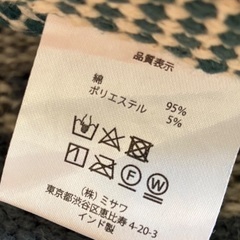 品質表示
綿 95%
ポリエステル 5%
F W
(株)ミサワ
東京都渋谷区恵比寿 4-20-3
インド製